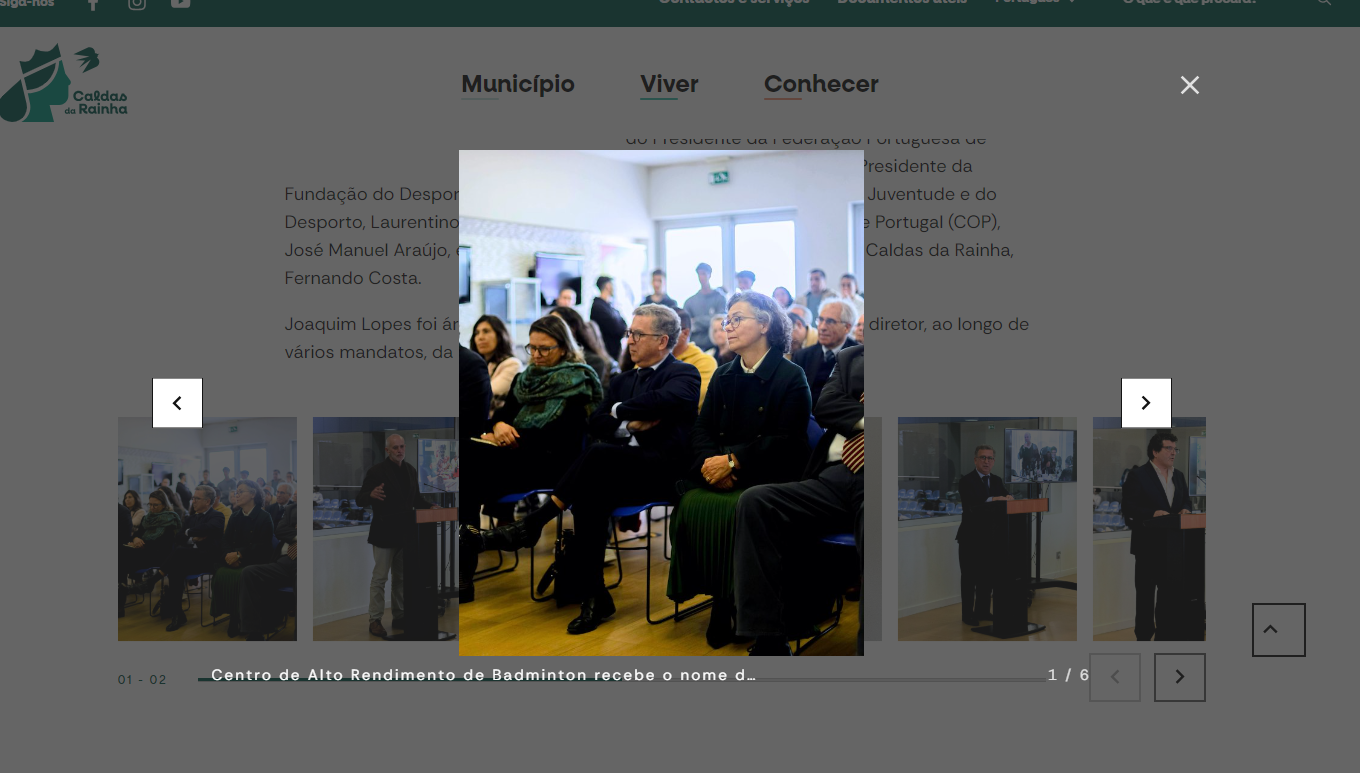 Siga-nos
Contactos e serviços
Documentos úteis
Português
O que é que procura?
Caldas
da Rainha
Município
Viver
Conhecer
do Presidente da Federação Portuguesa de
Presidente da
Fundação do Despor
Juventude e do
Desporto, Laurentino
e Portugal (COP),
José Manuel Araújo, e
Caldas da Rainha,
Fernando Costa.
Joaquim Lopes foi ár
diretor, ao longo de
vários mandatos, da
Centro de Alto Rendimento de Badminton recebe o nome d...
1 / 6
01 - 02